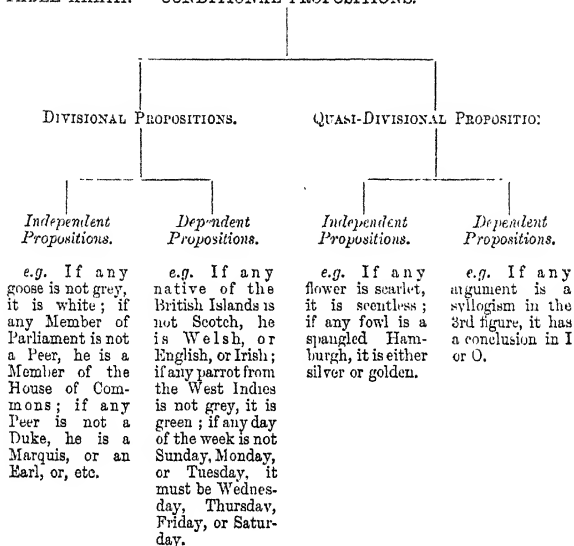 CONDITIONAL PROPOSITIONS.
DIVISIONAL PROPOSITIONS.
QUASI-DIVISIONAL PROPOSITIO
Independent
Propositions.
e.g. If any
goose is not grey,
it is white; if
any Member of
Parliament is not
a Peer, he is a
Member of the
House of Com-
mons; if any
Peer is not a
Duke, he is a
Marquis, or an
Earl, or, etc.
Dependent
Propositions.
e.g. If any
native of the
British Islands is
not Scotch, he
is Welsh, or
English, or Irish;
if any parrot from
the West Indies
is not grey, it is
green; if any day
of the week is not
Sunday, Monday,
or Tuesday, it
must be Wednes-
day, Thursday,
Friday, or Satur-
day.
Independent
Propositions.
e.g. If any
flower is scarlet,
it is scentless;
if any fowl is a
spangled Ham-
burgh, it is either
silver or golden.
Dependent
Propositions.
e.g. If any
argument is a
syllogism in the
3rd figure, it has
a conclusion in I
or O.